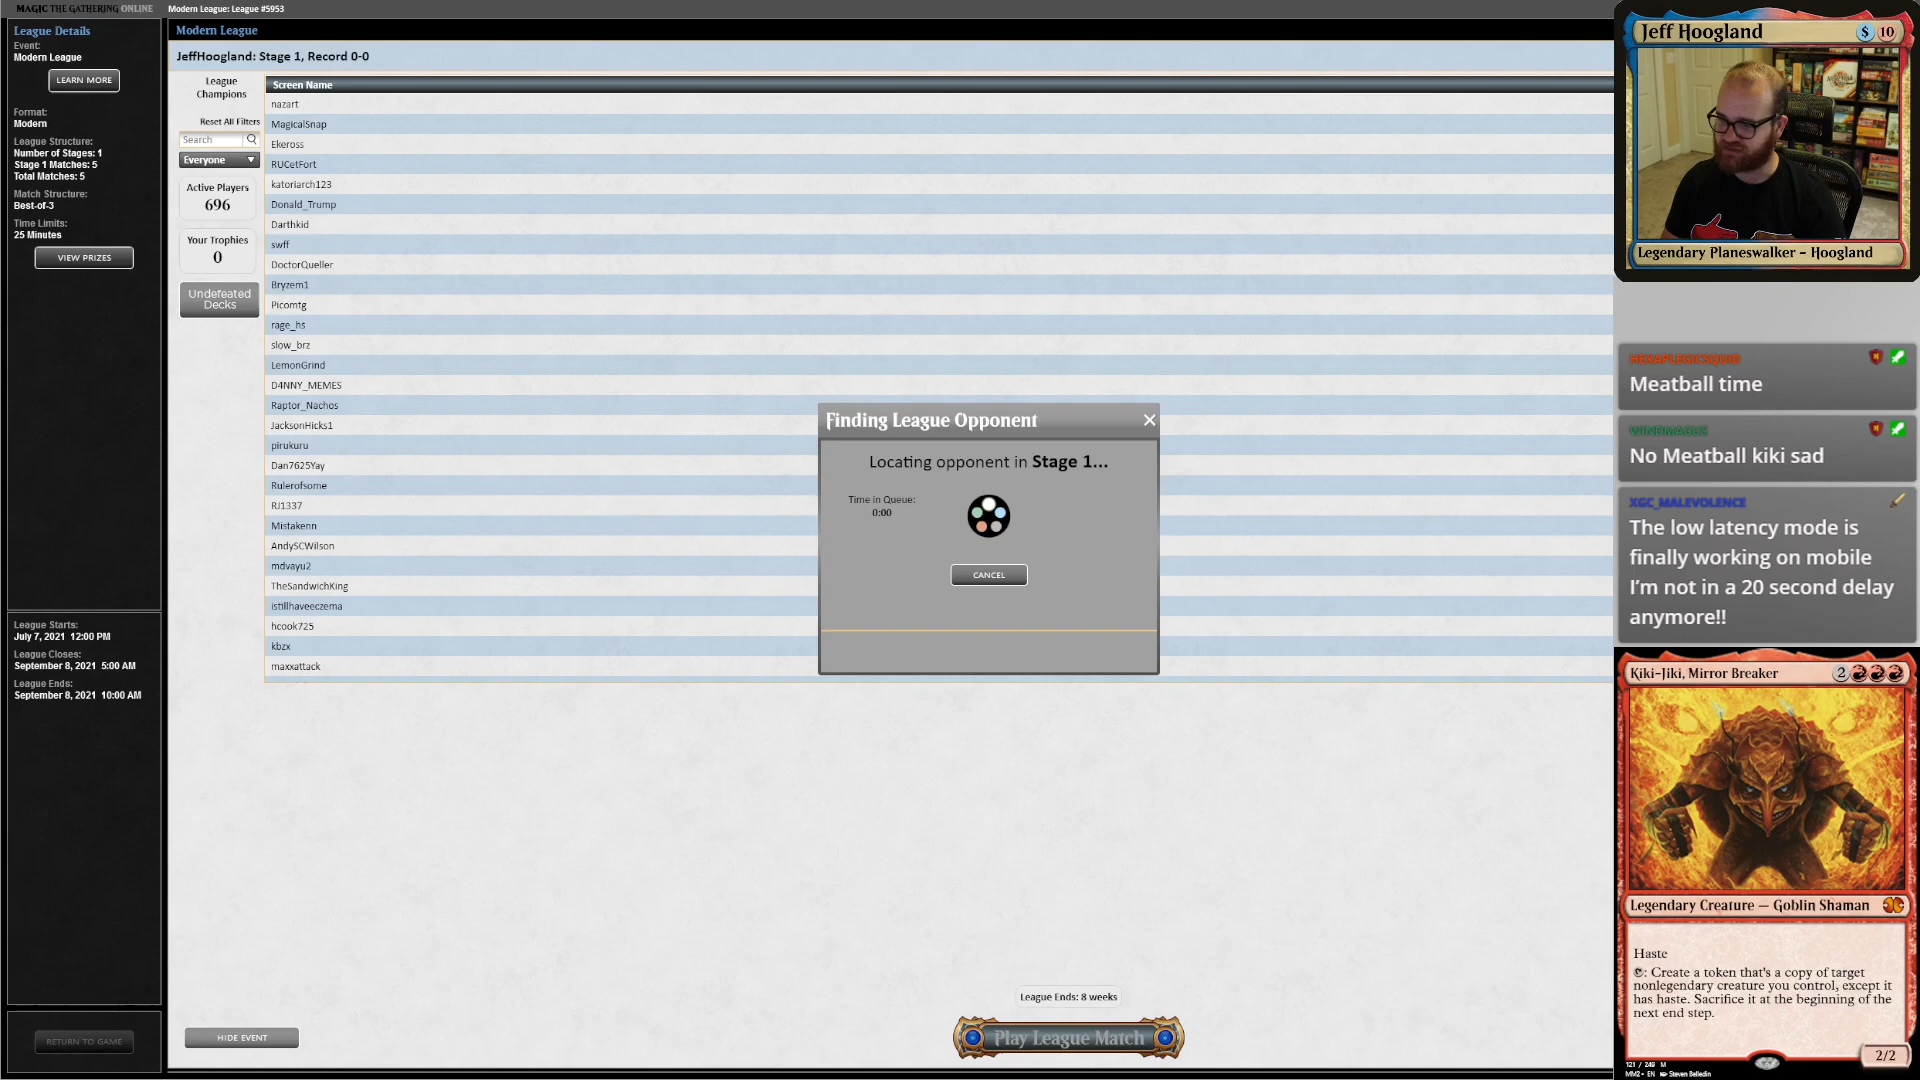 MAGIC THE GATHERING ONLINE
Modern League: League #5953
League Details
Event:
Modern League
LEARN MORE
Format:
Modern
League Structure:
Number of Stages: 1
Stage 1 Matches: 5
Total Matches: 5
Match Structure:
Best-of-3
Time Limits:
25 Minutes
VIEW PRIZES
League Starts:
July 7, 2021 12:00 PM
League Closes:
September 8, 2021 5:00 AM
League Ends:
September 8, 2021 10:00 AM
RETURN TO GAME
Modern League
JeffHoogland: Stage 1, Record 0-0
League
Champions
Reset All Filters
Search
Everyone
Active Players
696
Your Trophies
0
Undefeated
Decks
Screen Name
nazart
MagicalSnap
Ekeross
RUCetFort
katoriarch123
Donald_Trump
Darthkid
swff
DoctorQueller
Bryzem1
Picomtg
rage_hs
slow_brz
LemonGrind
D4NNY_MEMES
Raptor_Nachos
JacksonHicks1
pirukuru
Dan7625Yay
Rulerofsome
RJ1337
Mistakenn
AndySCWilson
mdvayu2
TheSandwichKing
istillhaveeczema
hcook725
kbzx
maxxattack
Finding League Opponent
Locating opponent in Stage 1...
Time in Queue:
0:00
CANCEL
League Ends: 8 weeks
HIDE EVENT
Play League Match
Jeff Hoogland $ 10
Legendary Planeswalker - Hoogland
HEXAPLEGICSQUID
Meatball time
WINDMAGUS
No Meatball kiki sad
XGC_MALEVOLENCE
The low latency mode is
finally working on mobile
I'm not in a 20 second delay
anymore!!
Kiki-Jiki, Mirror Breaker 2
Legendary Creature — Goblin Shaman
Haste
: Create a token that's a copy of target
nonlegendary creature you control, except it
has haste. Sacrifice it at the beginning of the
next end step.
2/2
121 / 249 M
MM2 • EN Steven Belledin